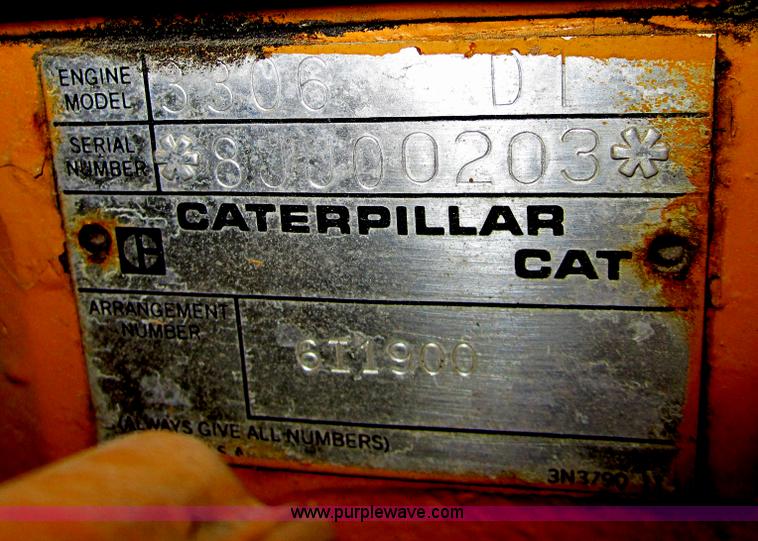 ENGINE MODEL 3306 DI
SERIAL NUMBER *8JJ00203*
CATERPILLAR
CAT
ARRANGEMENT NUMBER 6I1900
(ALWAYS GIVE ALL NUMBERS)
3N3790
www.purplewave.com